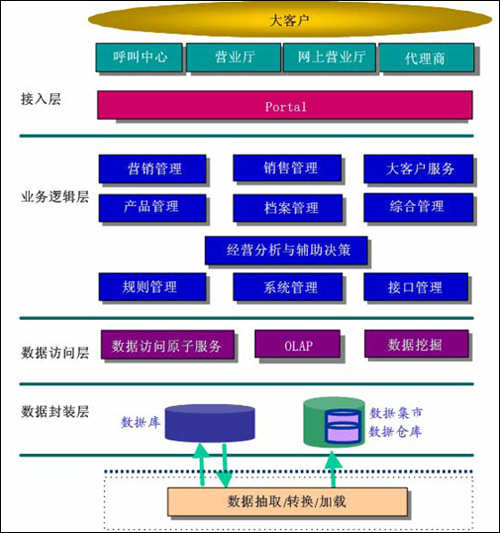 大客户
呼叫中心 营业厅 网上营业厅 代理商
接入层
Portal
营销管理 销售管理 大客户服务
业务逻辑层
产品管理 档案管理 综合管理
经营分析与辅助决策
规则管理 系统管理 接口管理
数据访问层
数据访问原子服务 OLAP 数据挖掘
数据封装层
数据库
数据集市
数据仓库
数据抽取/转换/加载